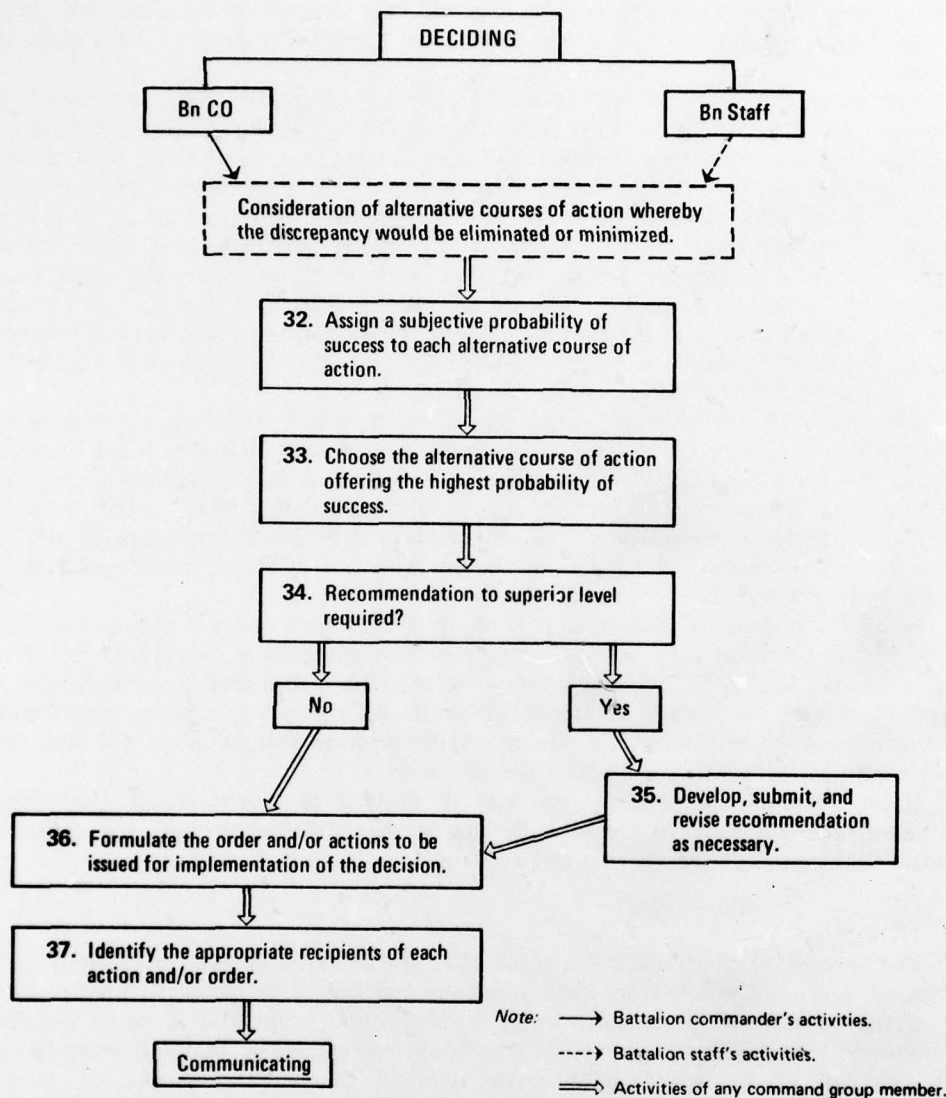 DECIDING
Bn CO
Bn Staff
Consideration of alternative courses of action whereby
the discrepancy would be eliminated or minimized.
32. Assign a subjective probability of
success to each alternative course of
action.
33. Choose the alternative course of action
offering the highest probability of
success.
34. Recommendation to superior level
required?
No
Yes
35. Develop, submit, and
revise recommendation
as necessary.
36. Formulate the order and/or actions to
be issued for implementation of the decision.
37. Identify the appropriate recipients of each
action and/or order.
Communicating
Note: Battalion commander's activities.
Battalion staff's activities.
Activities of any command group member.